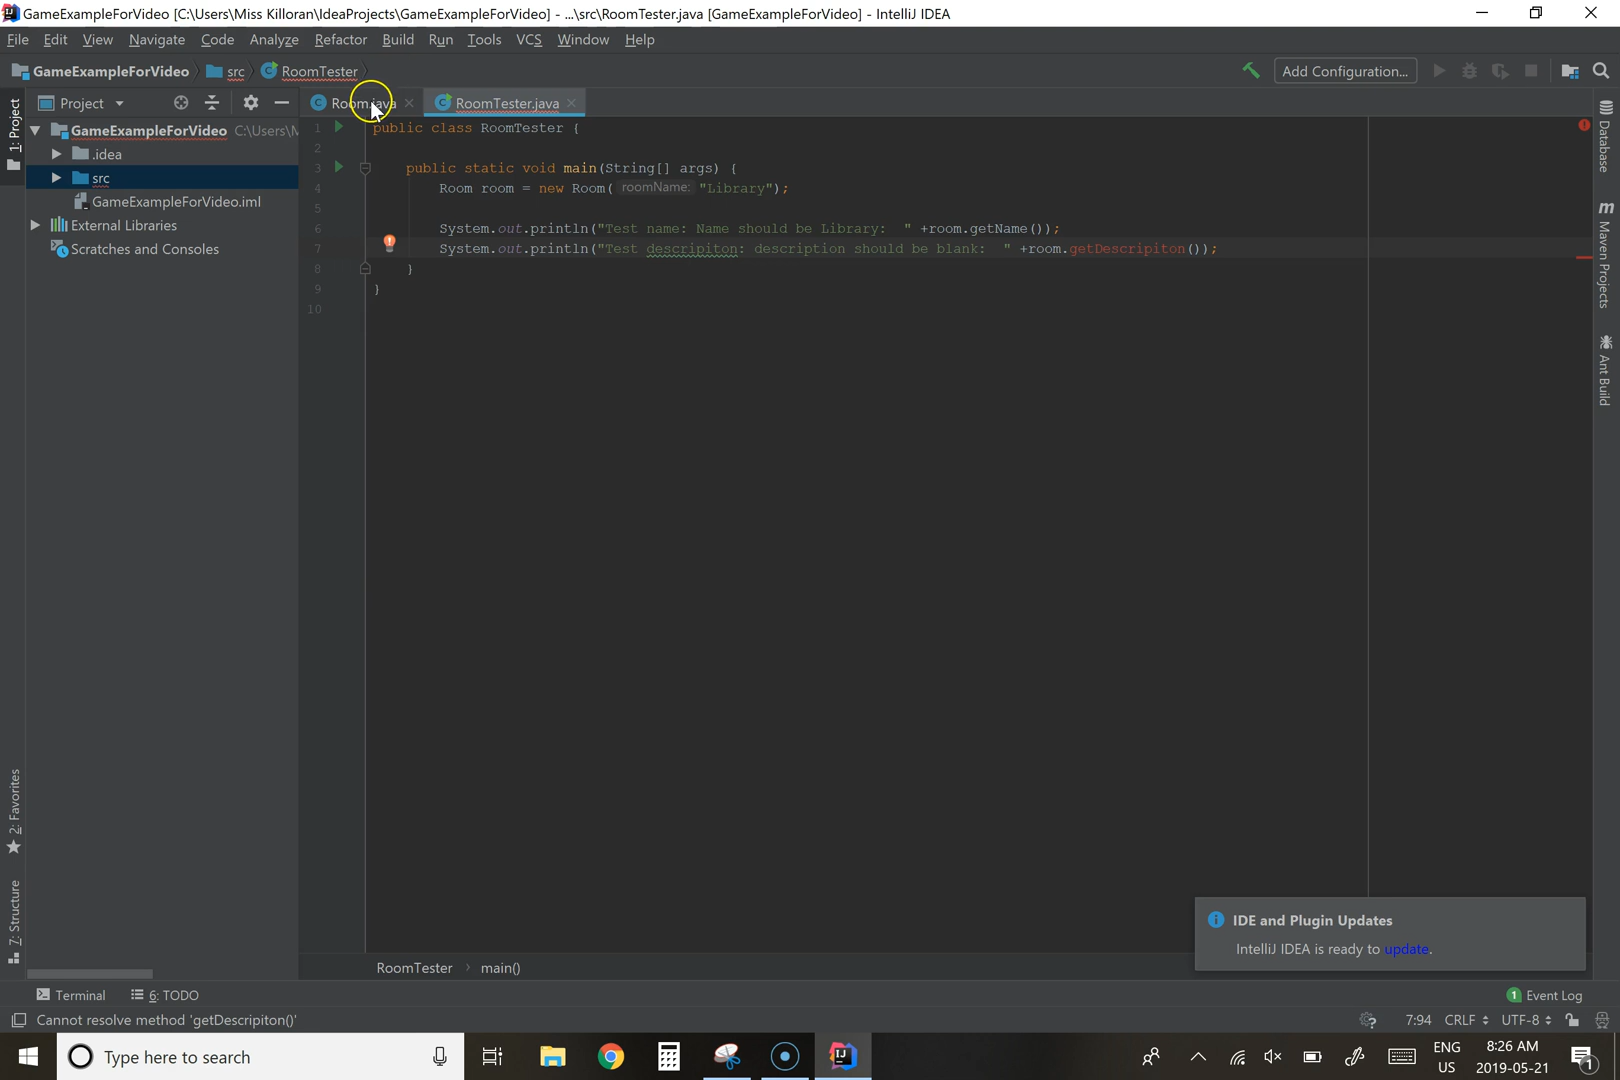 GameExampleForVideo [C:\Users\Miss Killoran\IdeaProjects\GameExampleForVideo] - ...\src\RoomTester.java [GameExampleForVideo] - IntelliJ IDEA
File Edit View Navigate Code Analyze Refactor Build Run Tools VCS Window Help
GameExampleForVideo src RoomTester Add Configuration...
Project Room.java RoomTester.java
1: Project
GameExampleForVideo C:\Users\M
.idea
src
GameExampleForVideo.iml
External Libraries
Scratches and Consoles
1 public class RoomTester {
2
3 public static void main(String[] args) {
4 Room room = new Room( roomName: "Library");
5
6 System.out.println("Test name: Name should be Library:  " +room.getName());
7 System.out.println("Test descripiton: description should be blank:  " +room.getDescripiton());
8 }
9 }
10
Database
m Maven Projects
Ant Build
2: Favorites
7: Structure
IDE and Plugin Updates
IntelliJ IDEA is ready to update.
RoomTester main()
Terminal 6: TODO 1 Event Log
Cannot resolve method 'getDescripiton()' 7:94 CRLF UTF-8
Type here to search
ENG
US
8:26 AM
2019-05-21
1